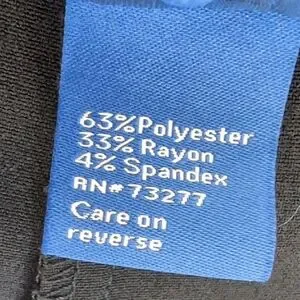 63%Polyester
33% Rayon
4% Spandex
RN# 73277
Care on
reverse